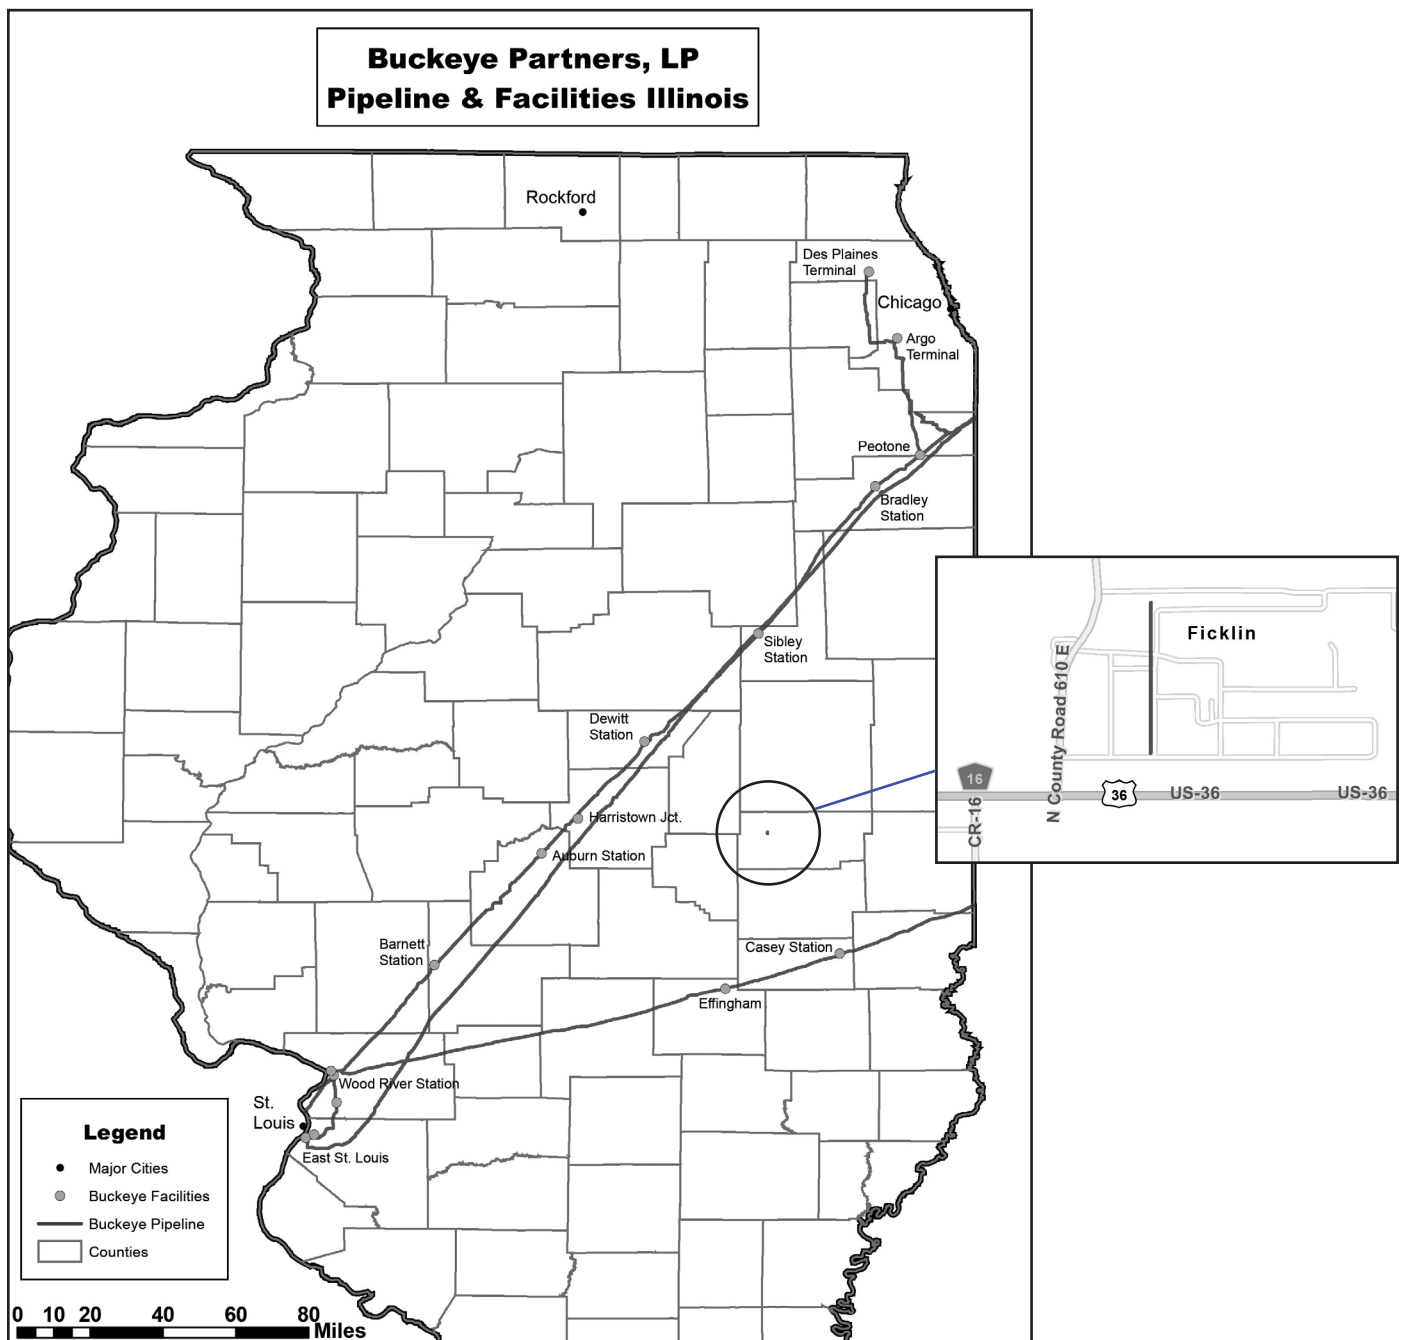 Buckeye Partners, LP
Pipeline & Facilities Illinois
Rockford
Des Plaines
Terminal
Chicago
Argo
Terminal
Peotone
Bradley
Station
Sibley
Station
Dewitt
Station
Harristown Jct.
Auburn Station
Barnett
Station
Casey Station
Effingham
Wood River Station
St.
Louis
East St. Louis
Ficklin
N County Road 610 E
16
CR-16
36
US-36
US-36
Legend
Major Cities
Buckeye Facilities
Buckeye Pipeline
Counties
0 10 20 40 60 80
Miles